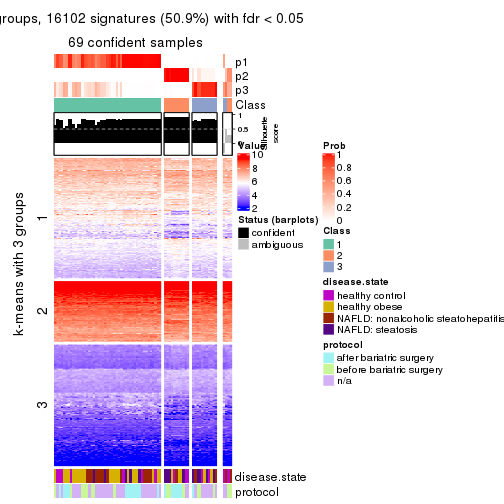 groups, 16102 signatures (50.9%) with fdr < 0.05
69 confident samples
p1
p2
p3
Class
1
0.5
0
Silhouette score
k-means with 3 groups
1
2
3
disease.state
protocol
Value
10
8
6
4
2
Status (barplots)
confident
ambiguous
Prob
1
0.8
0.6
0.4
0.2
0
Class
1
2
3
disease.state
healthy control
healthy obese
NAFLD: nonalcoholic steatohepatitis
NAFLD: steatosis
protocol
after bariatric surgery
before bariatric surgery
n/a